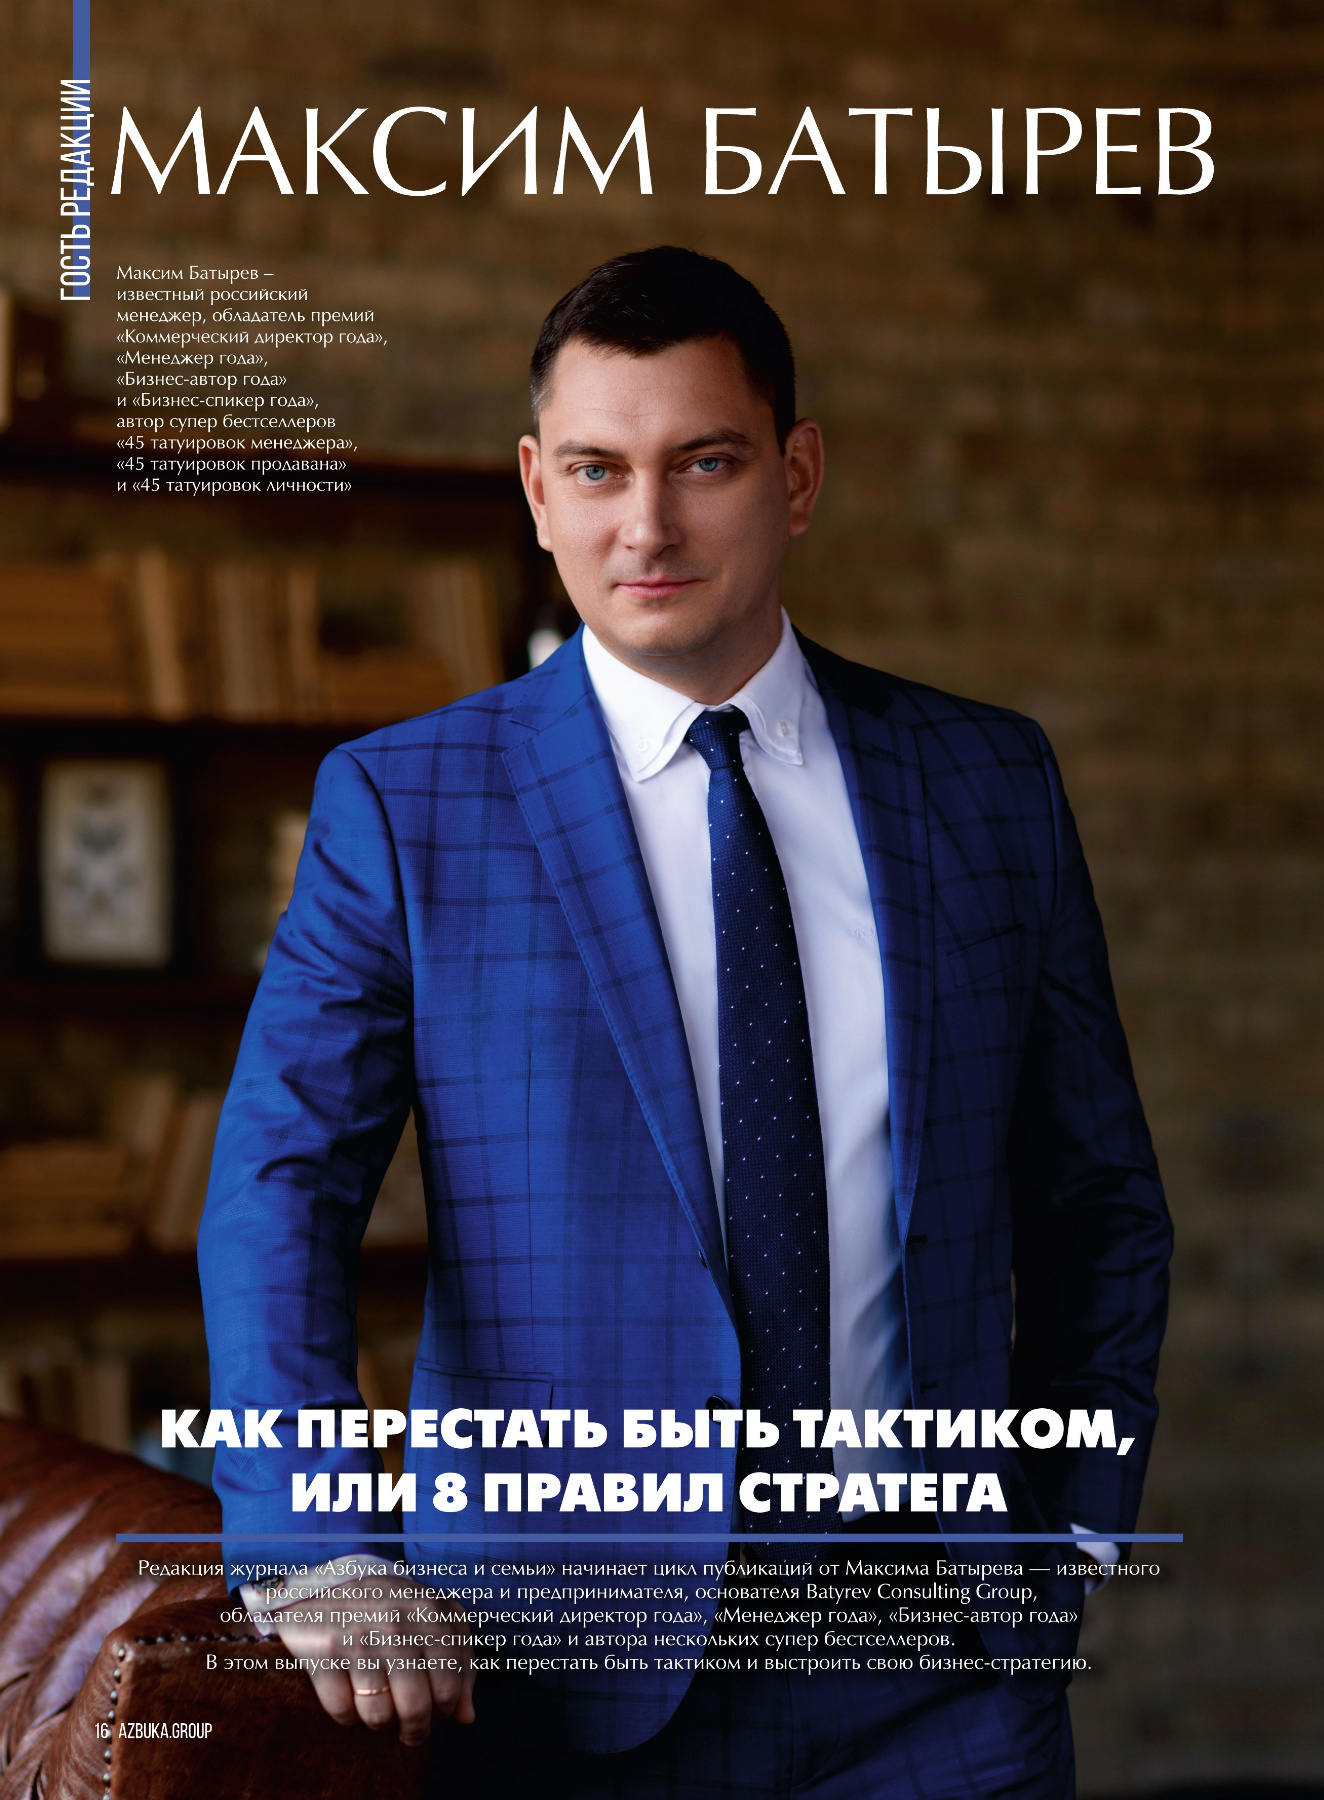 ГОСТЬ РЕДАКЦИИ
МАКСИМ БАТЫРЕВ
Максим Батырев –
известный российский
менеджер, обладатель премий
«Коммерческий директор года»,
«Менеджер года»,
«Бизнес-автор года»
и «Бизнес-спикер года»,
автор супер бестселлеров
«45 татуировок менеджера»,
«45 татуировок продавана»
и «45 татуировок личности»
КАК ПЕРЕСТАТЬ БЫТЬ ТАКТИКОМ,
ИЛИ 8 ПРАВИЛ СТРАТЕГА
Редакция журнала «Азбука бизнеса и семьи» начинает цикл публикаций от Максима Батырева — известного
российского менеджера и предпринимателя, основателя Batyrev Consulting Group,
обладателя премий «Коммерческий директор года», «Менеджер года», «Бизнес-автор года»
и «Бизнес-спикер года» и автора нескольких супер бестселлеров.
В этом выпуске вы узнаете, как перестать быть тактиком и выстроить свою бизнес-стратегию.
16 AZBUKA.GROUP